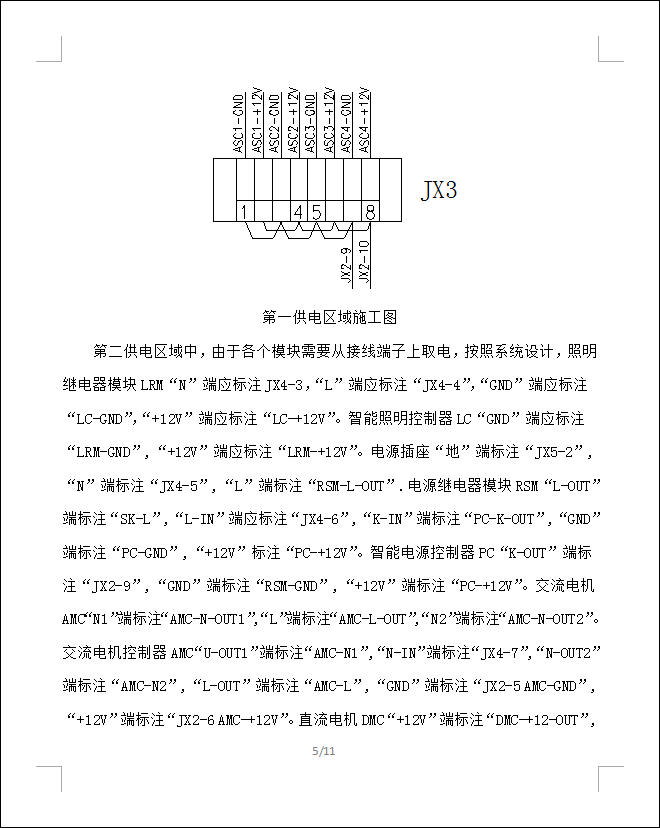 ASC1-GND
ASC1-+12V
ASC2-GND
ASC2-+12V
ASC3-GND
ASC3-+12V
ASC4-GND
ASC4-+12V
JX3
1 4 5 8
JX2-9
JX2-10
第一供电区域施工图
第二供电区域中，由于各个模块需要从接线端子上取电，按照系统设计，照明
继电器模块 LRM“N”端应标注 JX4-3，“L”端应标注“JX4-4”，“GND”端应标注
“LC-GND”，“+12V”端应标注“LC-+12V”。智能照明控制器 LC“GND”端应标注
“LRM-GND”，“+12V”端应标注“LRM-+12V”。电源插座“地”端标注“JX5-2”，
“N”端标注“JX4-5”，“L”端标注“RSM-L-OUT”.电源继电器模块 RSM“L-OUT”
端标注“SK-L”，“L-IN”端应标注“JX4-6”，“K-IN”端标注“PC-K-OUT”，“GND”
端标注“PC-GND”，“+12V”标注“PC-+12V”。智能电源控制器 PC“K-OUT”端标
注“JX2-9”，“GND”端标注“RSM-GND”，“+12V”端标注“PC-+12V”。交流电机
AMC“N1”端标注“AMC-N-OUT1”，“L”端标注“AMC-L-OUT”，“N2”端标注“AMC-N-OUT2”。
交流电机控制器 AMC“U-OUT1”端标注“AMC-N1”，“N-IN”端标注“JX4-7”，“N-OUT2”
端标注“AMC-N2”，“L-OUT”端标注“AMC-L”，“GND”端标注“JX2-5 AMC-GND”，
“+12V”端标注“JX2-6 AMC-+12V”。直流电机 DMC“+12V”端标注“DMC-+12-OUT”，
5/11